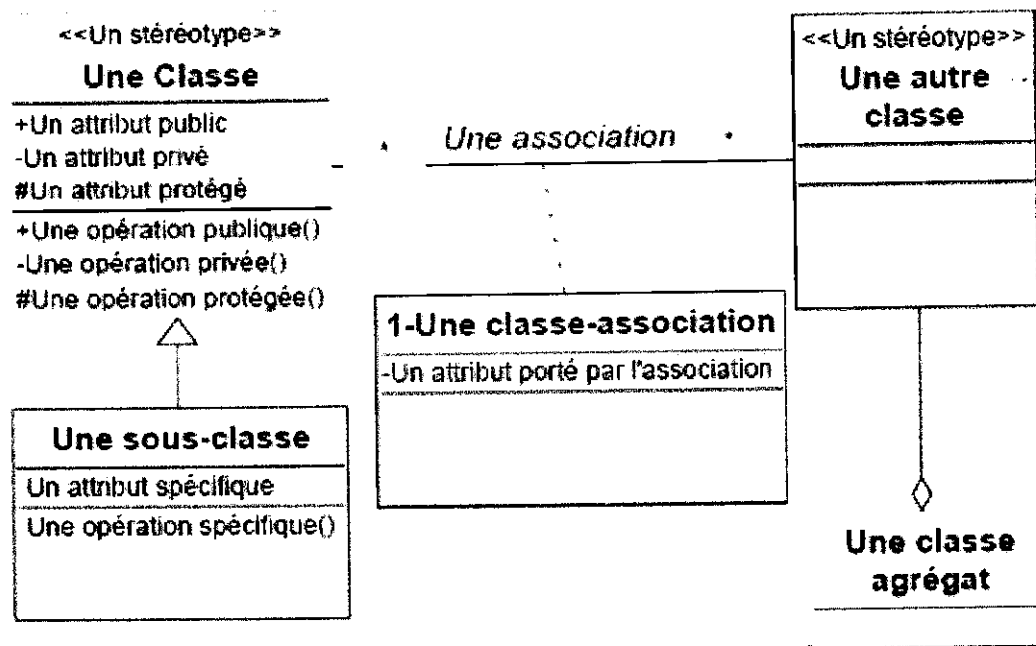 <<Un stéréotype>>
Une Classe
+Un attribut public
-Un attribut privé
#Un attribut protégé
+Une opération publique()
-Une opération privée()
#Une opération protégée()
* Une association *
<<Un stéréotype>>
Une autre
classe
1-Une classe-association
-Un attribut porté par l'association
Une sous-classe
Un attribut spécifique
Une opération spécifique()
Une classe
agrégat